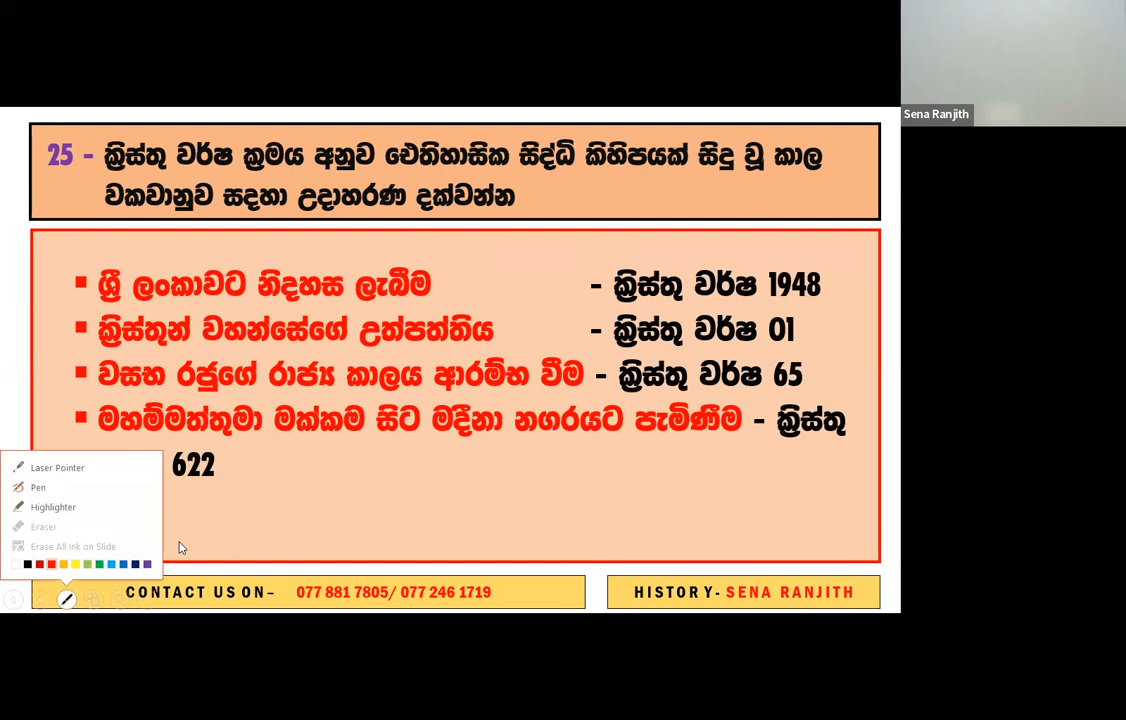 Sena Ranjith
25 - ක්‍රිස්තු වර්ෂ ක්‍රමය අනුව ඓතිහාසික සිද්ධි කිහිපයක් සිදු වූ කාල
වකවානුව සදහා උදාහරණ දක්වන්න
▪ ශ්‍රී ලංකාවට නිදහස ලැබීම - ක්‍රිස්තු වර්ෂ 1948
▪ ක්‍රිස්තුන් වහන්සේගේ උත්පත්තිය - ක්‍රිස්තු වර්ෂ 01
▪ වසභ රජුගේ රාජ්‍ය කාලය ආරම්භ වීම - ක්‍රිස්තු වර්ෂ 65
▪ මහම්මත්තුමා මක්කම සිට මදීනා නගරයට පැමිණීම - ක්‍රිස්තු
622
Laser Pointer
Pen
Highlighter
Eraser
Erase All Ink on Slide
CONTACT US ON– 077 881 7805/ 077 246 1719
HISTORY- SENA RANJITH